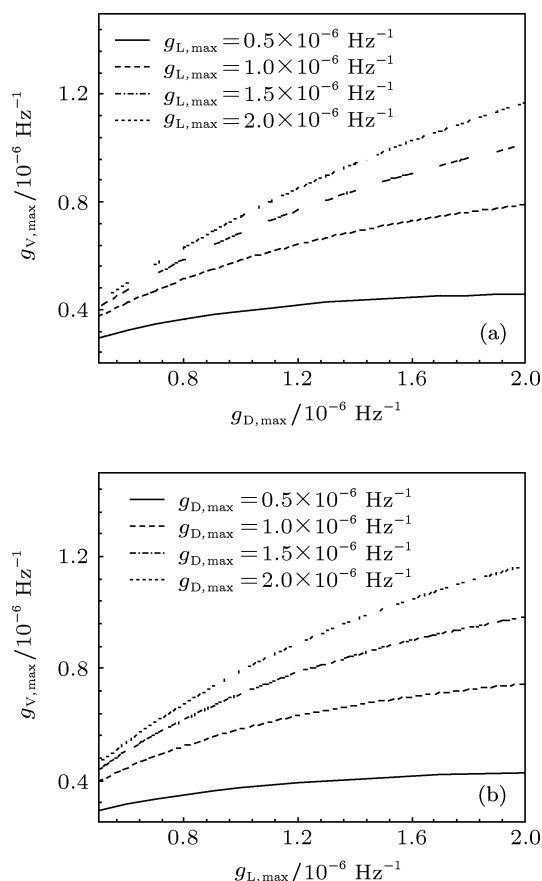 g_L,max=0.5×10⁻⁶ Hz⁻¹
g_L,max=1.0×10⁻⁶ Hz⁻¹
g_L,max=1.5×10⁻⁶ Hz⁻¹
g_L,max=2.0×10⁻⁶ Hz⁻¹
g_V,max/10⁻⁶ Hz⁻¹
1.2
0.8
0.4
(a)
0.8 1.2 1.6 2.0
g_D,max/10⁻⁶ Hz⁻¹
g_D,max=0.5×10⁻⁶ Hz⁻¹
g_D,max=1.0×10⁻⁶ Hz⁻¹
g_D,max=1.5×10⁻⁶ Hz⁻¹
g_D,max=2.0×10⁻⁶ Hz⁻¹
g_V,max/10⁻⁶ Hz⁻¹
1.2
0.8
0.4
(b)
0.8 1.2 1.6 2.0
g_L,max/10⁻⁶ Hz⁻¹